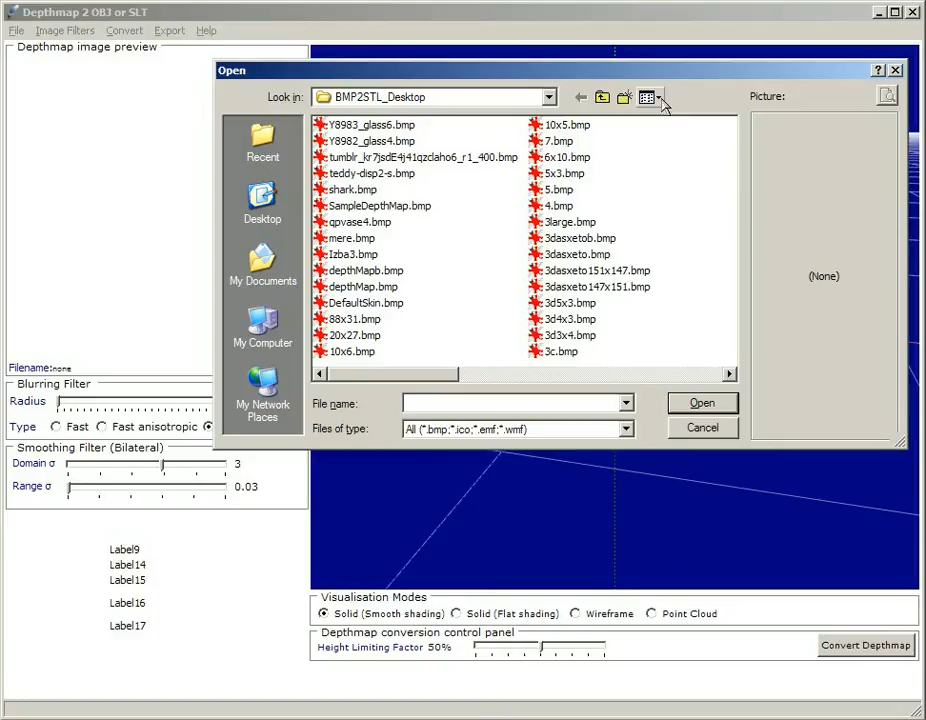 Depthmap 2 OBJ or SLT
File Image Filters Convert Export Help
Depthmap image preview
Open
Look in: BMP2STL_Desktop
Picture:
Recent
Desktop
My Documents
My Computer
My Network
Places
Y8983_glass6.bmp
Y8982_glass4.bmp
tumblr_kr7jsdE4j41qzclaho6_r1_400.bmp
teddy-disp2-s.bmp
shark.bmp
SampleDepthMap.bmp
qpvase4.bmp
mere.bmp
Izba3.bmp
depthMapb.bmp
depthMap.bmp
DefaultSkin.bmp
88x31.bmp
20x27.bmp
10x6.bmp
10x5.bmp
7.bmp
6x10.bmp
5x3.bmp
5.bmp
4.bmp
3large.bmp
3dasxetob.bmp
3dasxeto.bmp
3dasxeto151x147.bmp
3dasxeto147x151.bmp
3d5x3.bmp
3d4x3.bmp
3d3x4.bmp
3c.bmp
(None)
File name:
Open
Files of type: All (*.bmp;*.ico;*.emf;*.wmf)
Cancel
Filename:none
Blurring Filter
Radius
Type Fast Fast anisotropic
Smoothing Filter (Bilateral)
Domain σ 3
Range σ 0.03
Label9
Label14
Label15
Label16
Label17
Visualisation Modes
Solid (Smooth shading) Solid (Flat shading) Wireframe Point Cloud
Depthmap conversion control panel
Height Limiting Factor 50%
Convert Depthmap